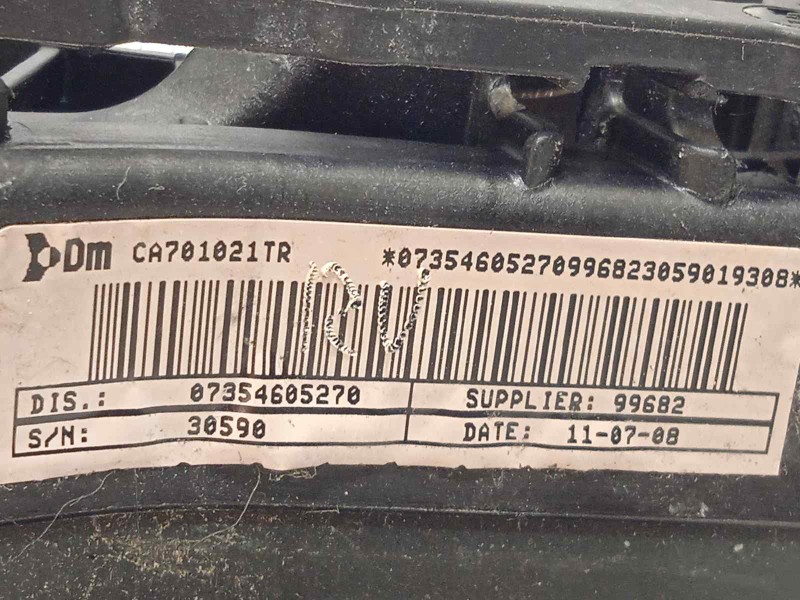 Dm CA701021TR *07354605270996823059019308*
DIS.: 07354605270 SUPPLIER: 99682
S/N: 30590 DATE: 11-07-08